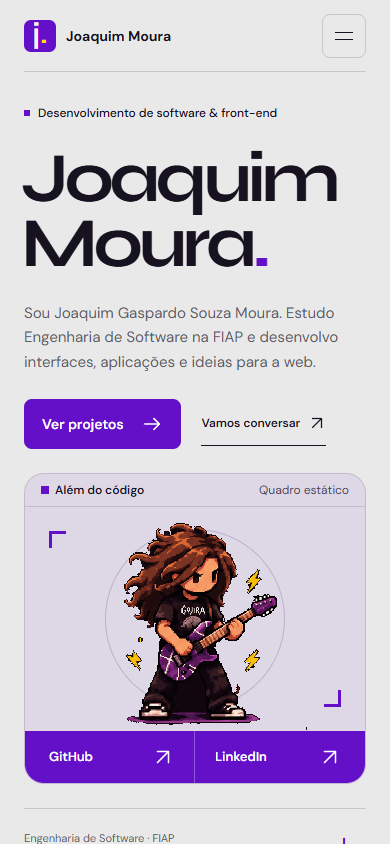 j.
Joaquim Moura
Desenvolvimento de software & front-end
Joaquim
Moura.
Sou Joaquim Gaspardo Souza Moura. Estudo
Engenharia de Software na FIAP e desenvolvo
interfaces, aplicações e ideias para a web.
Ver projetos
Vamos conversar
Além do código
Quadro estático
GOJIRA
GitHub
LinkedIn
Engenharia de Software · FIAP